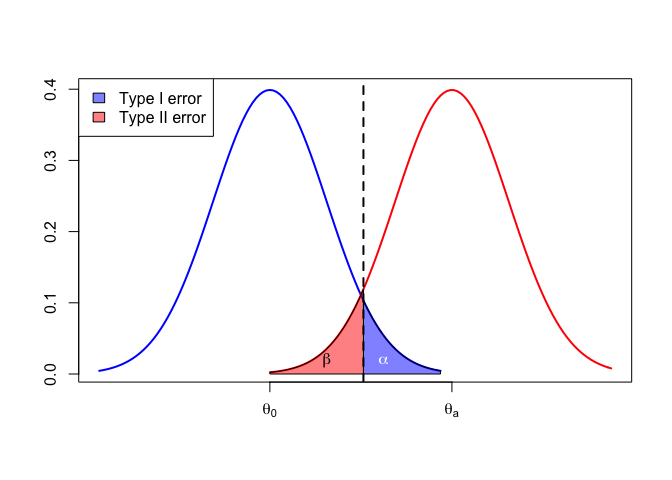 Type I error
Type II error
0.4
0.3
0.2
0.1
0.0
β
α
θ₀
θₐ